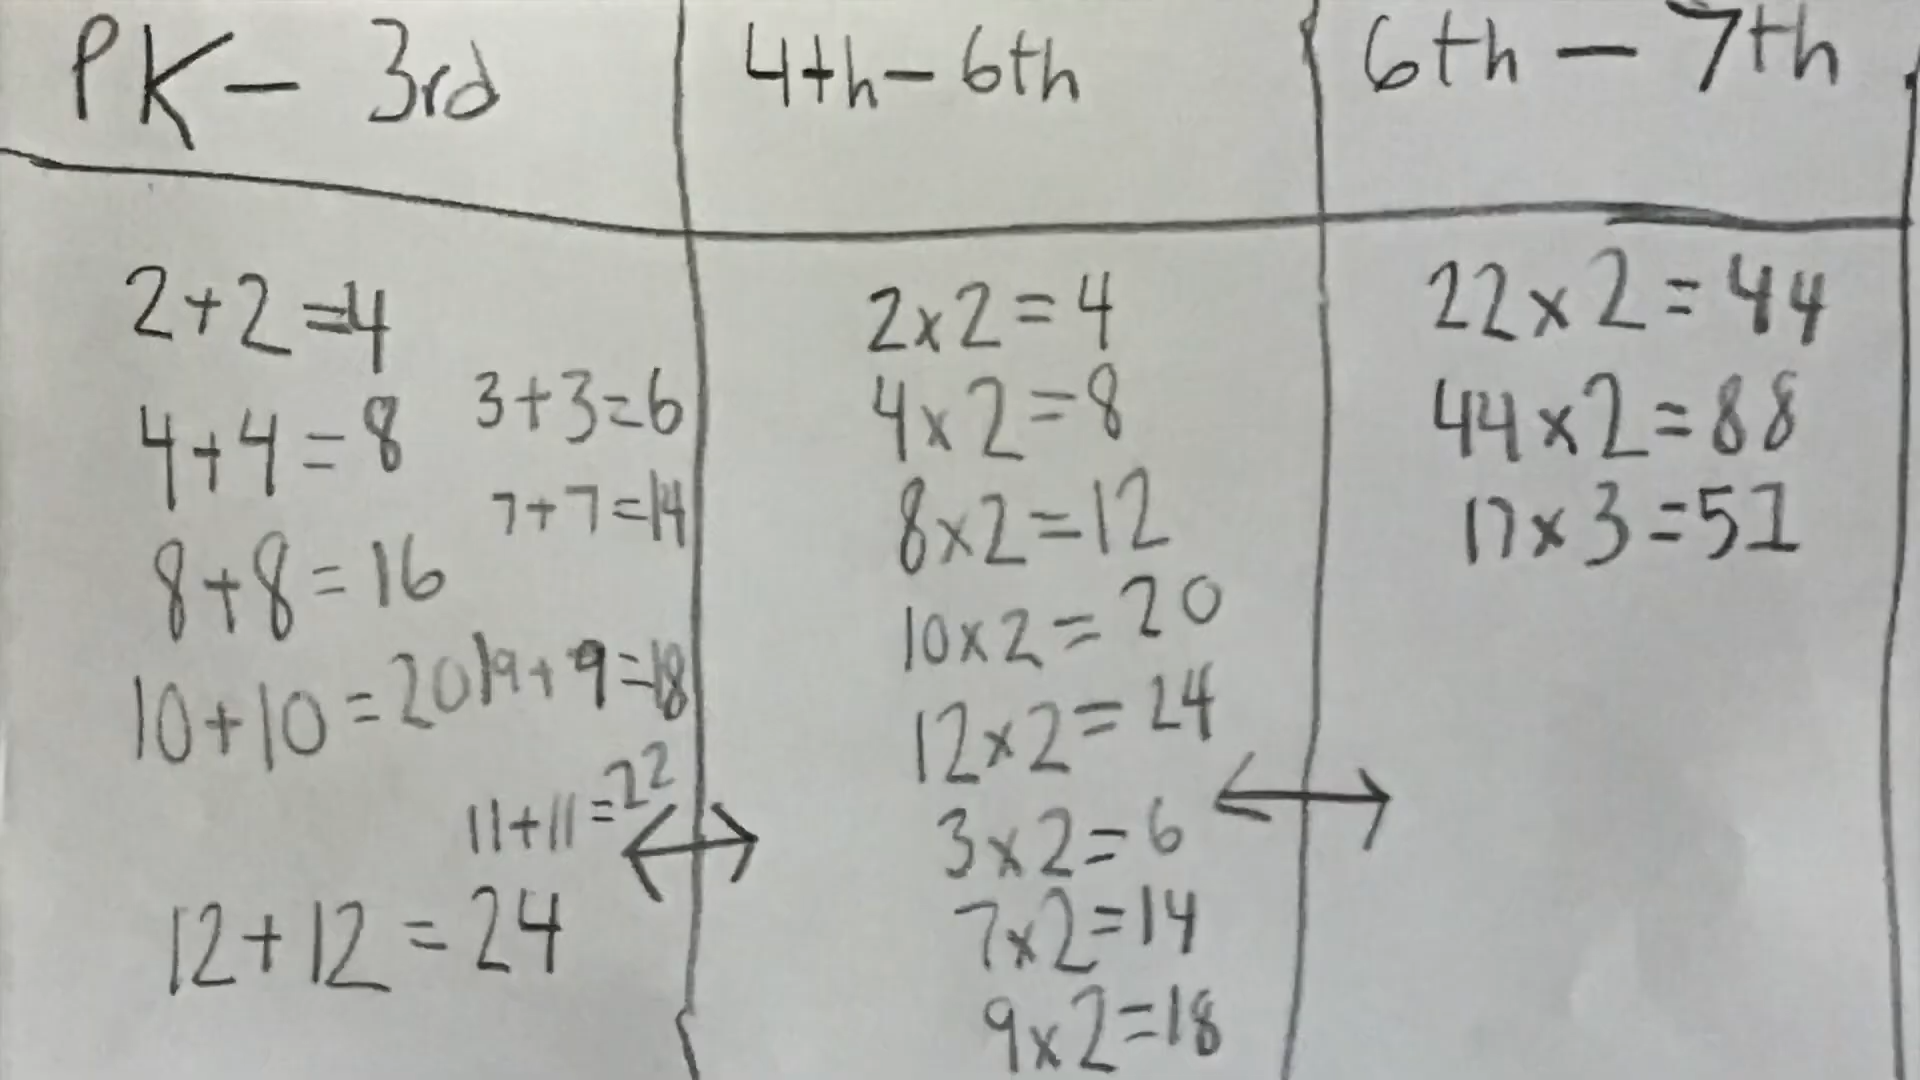 PK - 3rd
2+2=4
4+4=8
3+3=6
7+7=14
8+8=16
10+10=20
9+9=18
11+11=22
12+12=24
4th - 6th
2x2=4
4x2=8
8x2=12
10x2=20
12x2=24
3x2=6
7x2=14
9x2=18
6th - 7th
22x2=44
44x2=88
17x3=51